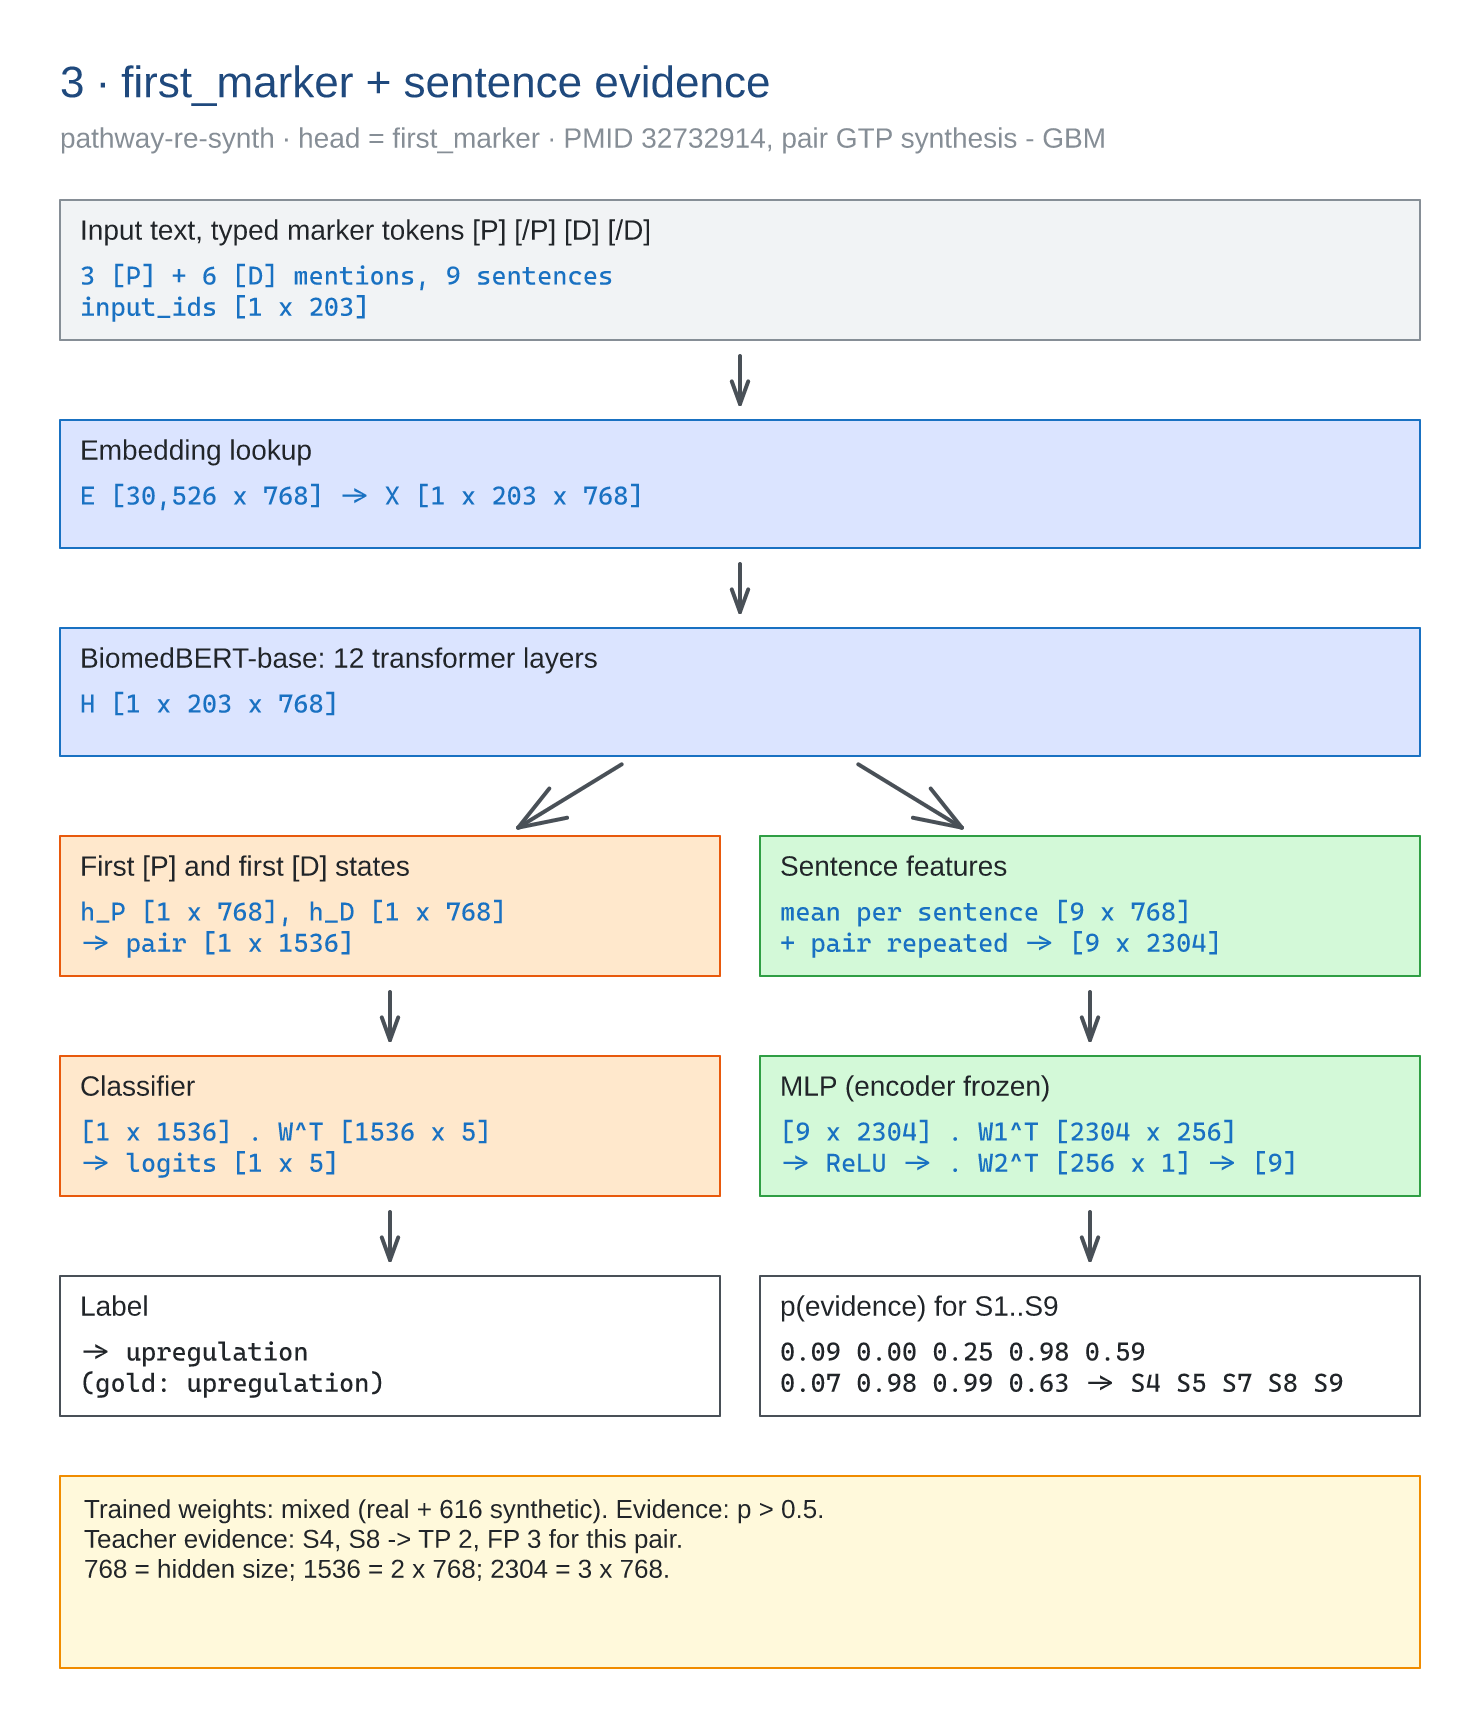 3 · first_marker + sentence evidence
pathway-re-synth · head = first_marker · PMID 32732914, pair GTP synthesis - GBM
Input text, typed marker tokens [P] [/P] [D] [/D]
3 [P] + 6 [D] mentions, 9 sentences
input_ids [1 x 203]
Embedding lookup
E [30,526 x 768] → X [1 x 203 x 768]
BiomedBERT-base: 12 transformer layers
H [1 x 203 x 768]
First [P] and first [D] states
h_P [1 x 768], h_D [1 x 768]
→ pair [1 x 1536]
Sentence features
mean per sentence [9 x 768]
+ pair repeated → [9 x 2304]
Classifier
[1 x 1536] . W^T [1536 x 5]
→ logits [1 x 5]
MLP (encoder frozen)
[9 x 2304] . W1^T [2304 x 256]
→ ReLU → . W2^T [256 x 1] → [9]
Label
→ upregulation
(gold: upregulation)
p(evidence) for S1..S9
0.09 0.00 0.25 0.98 0.59
0.07 0.98 0.99 0.63 → S4 S5 S7 S8 S9
Trained weights: mixed (real + 616 synthetic). Evidence: p > 0.5.
Teacher evidence: S4, S8 -> TP 2, FP 3 for this pair.
768 = hidden size; 1536 = 2 x 768; 2304 = 3 x 768.